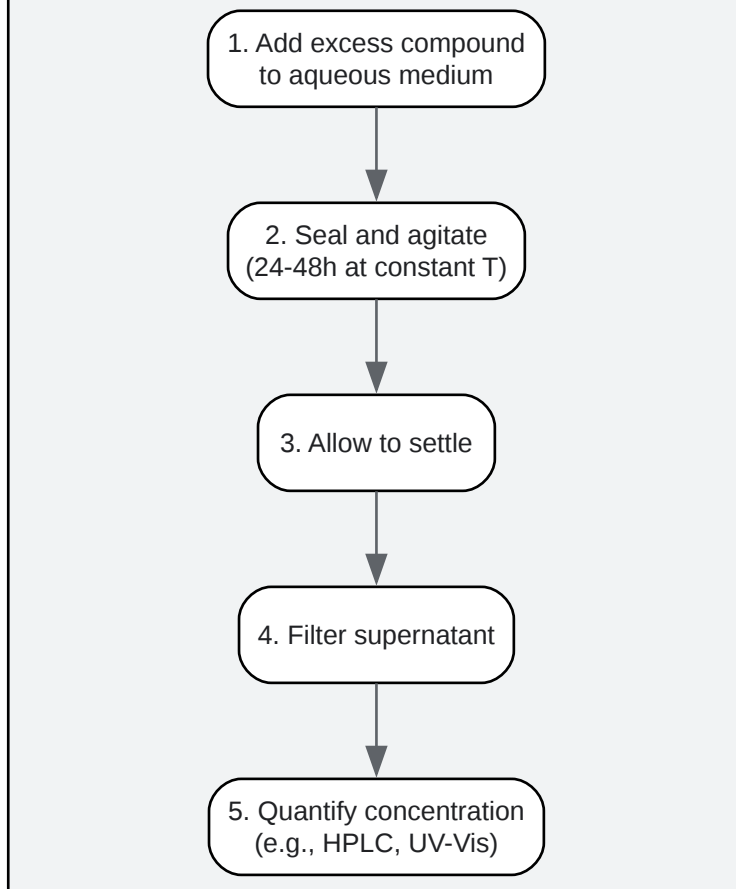 1. Add excess compound
to aqueous medium
2. Seal and agitate
(24-48h at constant T)
3. Allow to settle
4. Filter supernatant
5. Quantify concentration
(e.g., HPLC, UV-Vis)